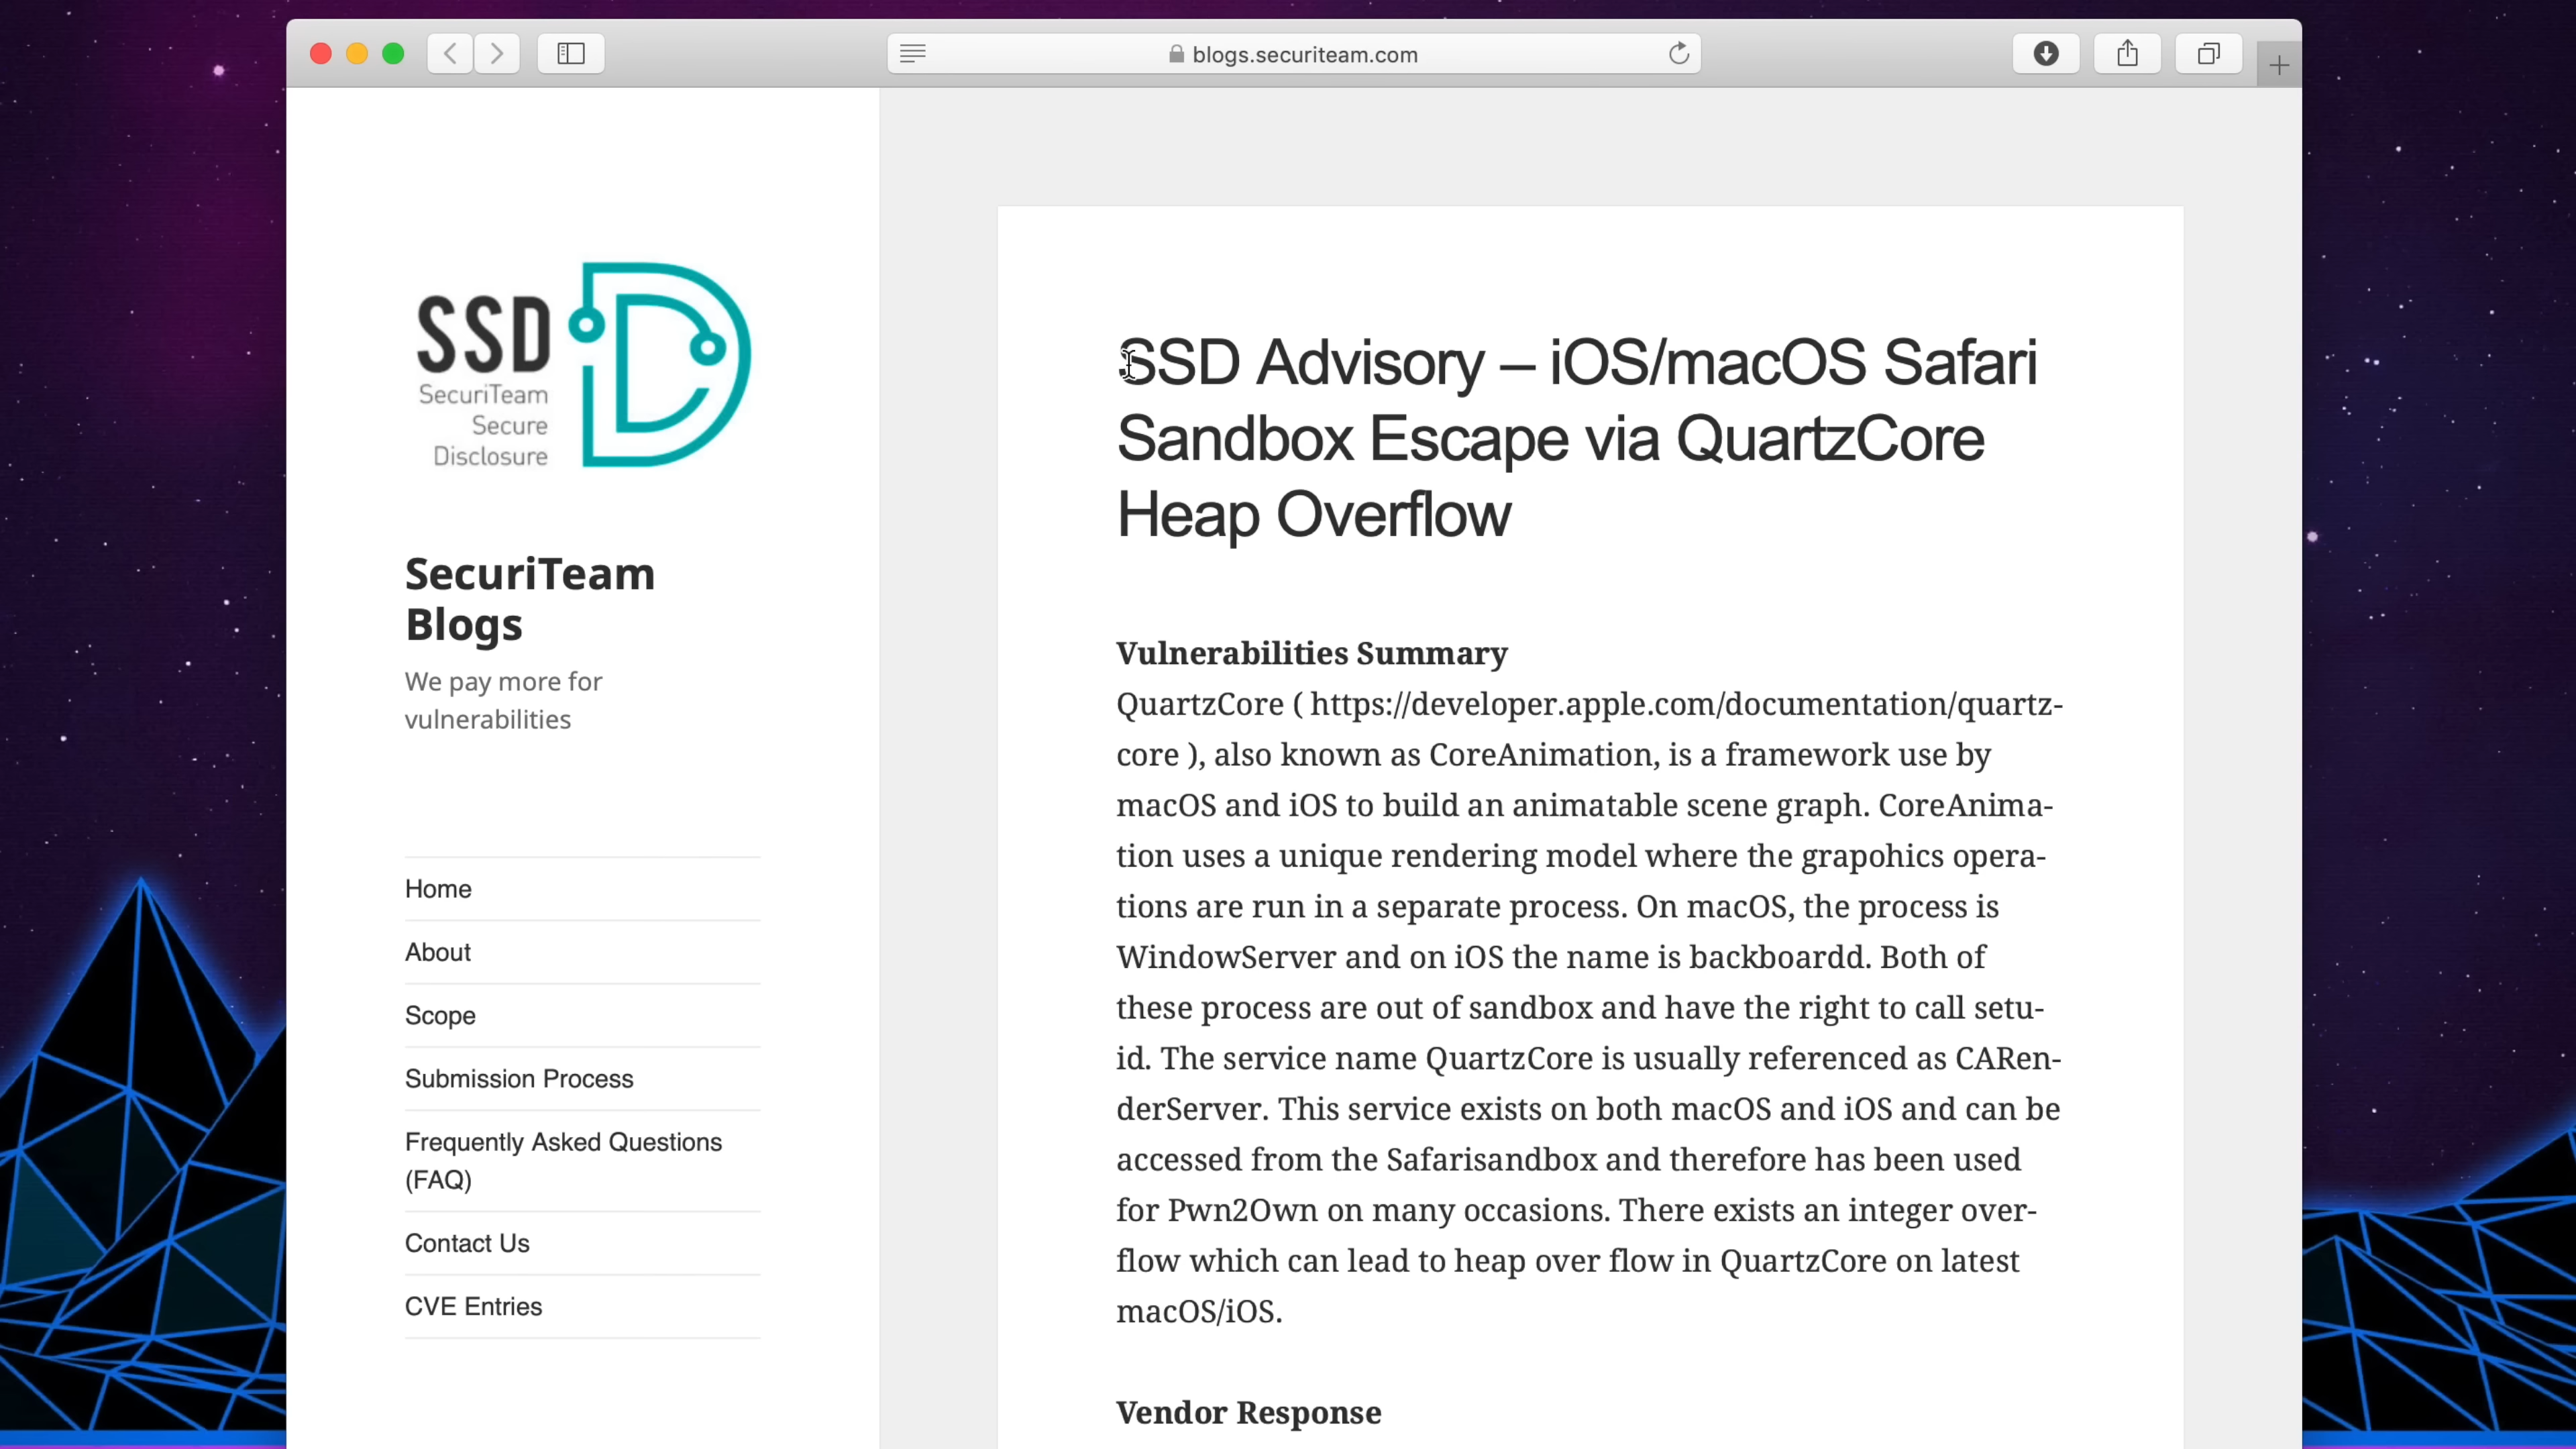 blogs.securiteam.com
SSD
SecuriTeam
Secure
Disclosure
SecuriTeam
Blogs
We pay more for
vulnerabilities
Home
About
Scope
Submission Process
Frequently Asked Questions
(FAQ)
Contact Us
CVE Entries
SSD Advisory – iOS/macOS Safari
Sandbox Escape via QuartzCore
Heap Overflow
Vulnerabilities Summary
QuartzCore ( https://developer.apple.com/documentation/quartz-
core ), also known as CoreAnimation, is a framework use by
macOS and iOS to build an animatable scene graph. CoreAnima-
tion uses a unique rendering model where the grapohics opera-
tions are run in a separate process. On macOS, the process is
WindowServer and on iOS the name is backboardd. Both of
these process are out of sandbox and have the right to call setu-
id. The service name QuartzCore is usually referenced as CARen-
derServer. This service exists on both macOS and iOS and can be
accessed from the Safarisandbox and therefore has been used
for Pwn2Own on many occasions. There exists an integer over-
flow which can lead to heap over flow in QuartzCore on latest
macOS/iOS.
Vendor Response